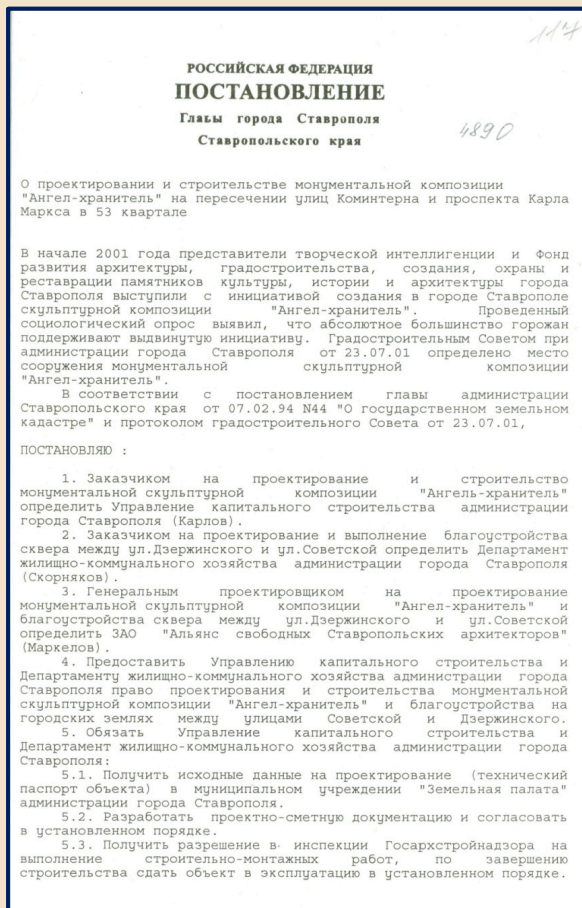 117
РОССИЙСКАЯ ФЕДЕРАЦИЯ
ПОСТАНОВЛЕНИЕ
Главы города Ставрополя
Ставропольского края
4890
О проектировании и строительстве монументальной композиции
"Ангел-хранитель" на пересечении улиц Коминтерна и проспекта Карла
Маркса в 53 квартале
В начале 2001 года представители творческой интеллигенции и Фонд
развития архитектуры, градостроительства, создания, охраны и
реставрации памятников культуры, истории и архитектуры города
Ставрополя выступили с инициативой создания в городе Ставрополе
скульптурной композиции "Ангел-хранитель". Проведенный
социологический опрос выявил, что абсолютное большинство горожан
поддерживают выдвинутую инициативу. Градостроительным Советом при
администрации города Ставрополя от 23.07.01 определено место
сооружения монументальной скульптурной композиции
"Ангел-хранитель".
В соответствии с постановлением главы администрации
Ставропольского края от 07.02.94 N44 "О государственном земельном
кадастре" и протоколом градостроительного Совета от 23.07.01,
ПОСТАНОВЛЯЮ :
1. Заказчиком на проектирование и строительство
монументальной скульптурной композиции "Ангель-хранитель"
определить Управление капитального строительства администрации
города Ставрополя (Карлов).
2. Заказчиком на проектирование и выполнение благоустройства
сквера между ул.Дзержинского и ул.Советской определить Департамент
жилищно-коммунального хозяйства администрации города Ставрополя
(Скорняков).
3. Генеральным проектировщиком на проектирование
монументальной скульптурной композиции "Ангел-хранитель" и
благоустройства сквера между ул.Дзержинского и ул.Советской
определить ЗАО "Альянс свободных Ставропольских архитекторов"
(Маркелов).
4. Предоставить Управлению капитального строительства и
Департаменту жилищно-коммунального хозяйства администрации города
Ставрополя право проектирования и строительства монументальной
скульптурной композиции "Ангел-хранитель" и благоустройства на
городских землях между улицами Советской и Дзержинского.
5. Обязать Управление капитального строительства и
Департамент жилищно-коммунального хозяйства администрации города
Ставрополя:
5.1. Получить исходные данные на проектирование (технический
паспорт объекта) в муниципальном учреждении "Земельная палата"
администрации города Ставрополя.
5.2. Разработать проектно-сметную документацию и согласовать
в установленном порядке.
5.3. Получить разрешение в инспекции Госархстройнадзора на
выполнение строительно-монтажных работ, по завершению
строительства сдать объект в эксплуатацию в установленном порядке.